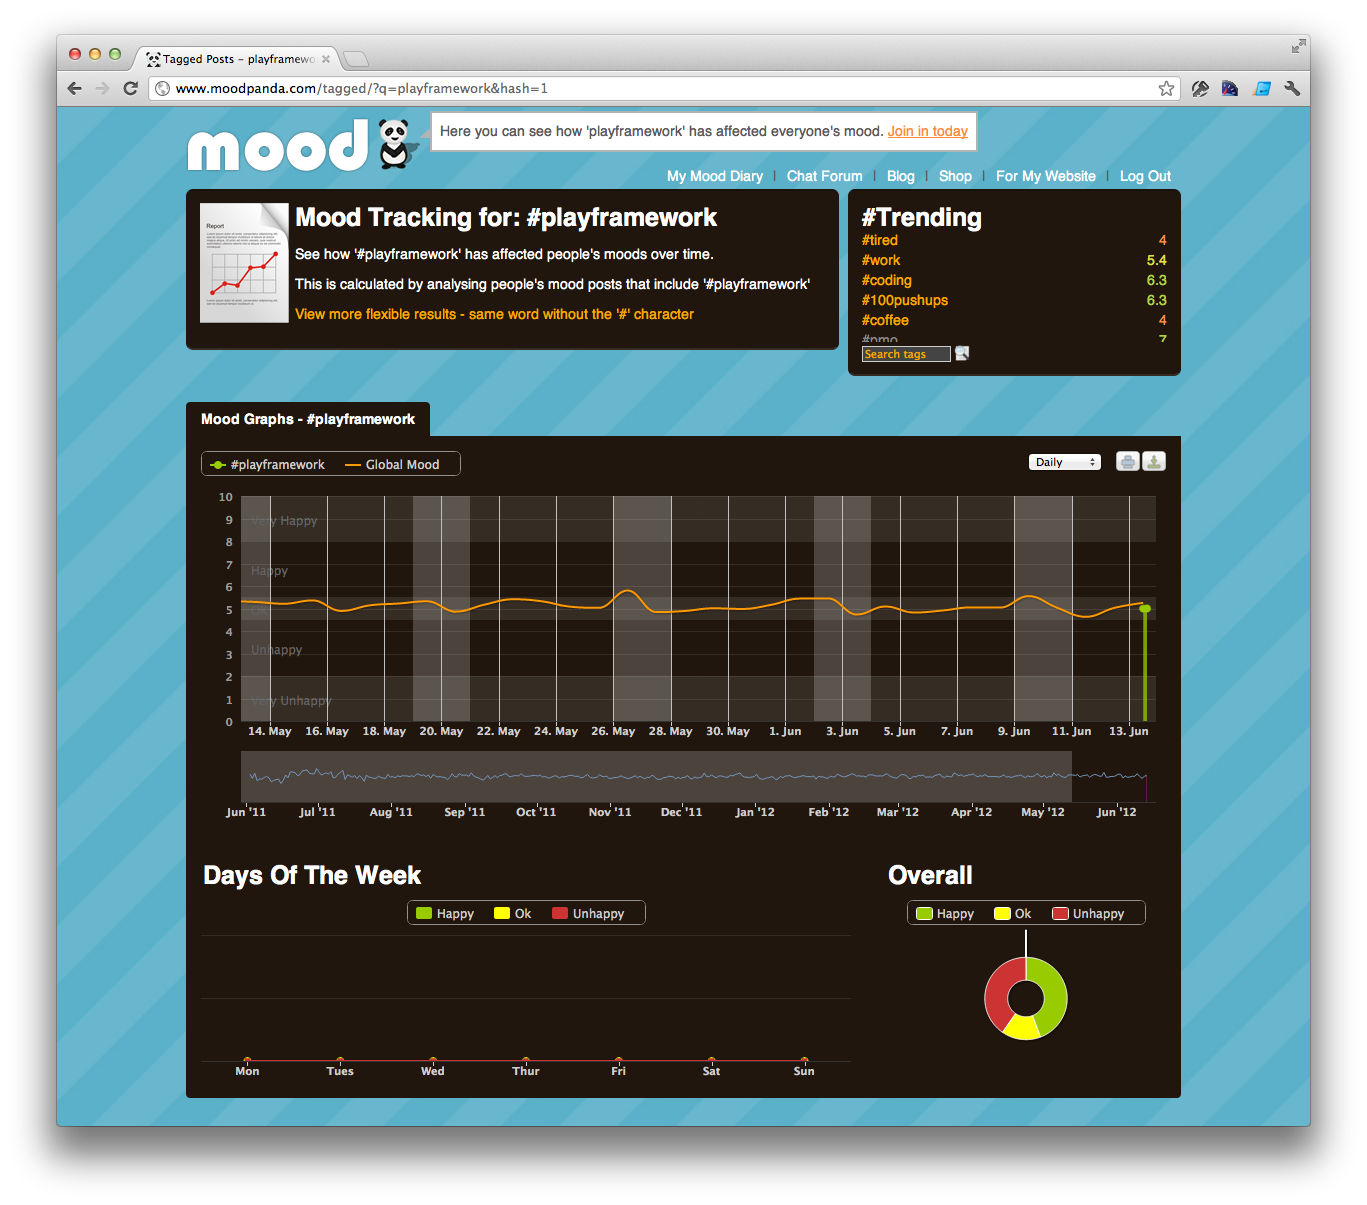 Tagged Posts - playframewo
www.moodpanda.com/tagged/?q=playframework&hash=1
mood
Here you can see how 'playframework' has affected everyone's mood. Join in today
My Mood Diary | Chat Forum | Blog | Shop | For My Website | Log Out
Report
Mood Tracking for: #playframework
See how '#playframework' has affected people's moods over time.
This is calculated by analysing people's mood posts that include '#playframework'
View more flexible results - same word without the '#' character
#Trending
#tired 4
#work 5.4
#coding 6.3
#100pushups 6.3
#coffee 4
#pmo 7
Search tags
Mood Graphs - #playframework
#playframework Global Mood
Daily
10
9
8
7
6
5
4
3
2
1
0
Very Happy
Happy
Unhappy
Very Unhappy
14. May 16. May 18. May 20. May 22. May 24. May 26. May 28. May 30. May 1. Jun 3. Jun 5. Jun 7. Jun 9. Jun 11. Jun 13. Jun
Jun '11 Jul '11 Aug '11 Sep '11 Oct '11 Nov '11 Dec '11 Jan '12 Feb '12 Mar '12 Apr '12 May '12 Jun '12
Days Of The Week
Happy Ok Unhappy
Mon Tues Wed Thur Fri Sat Sun
Overall
Happy Ok Unhappy